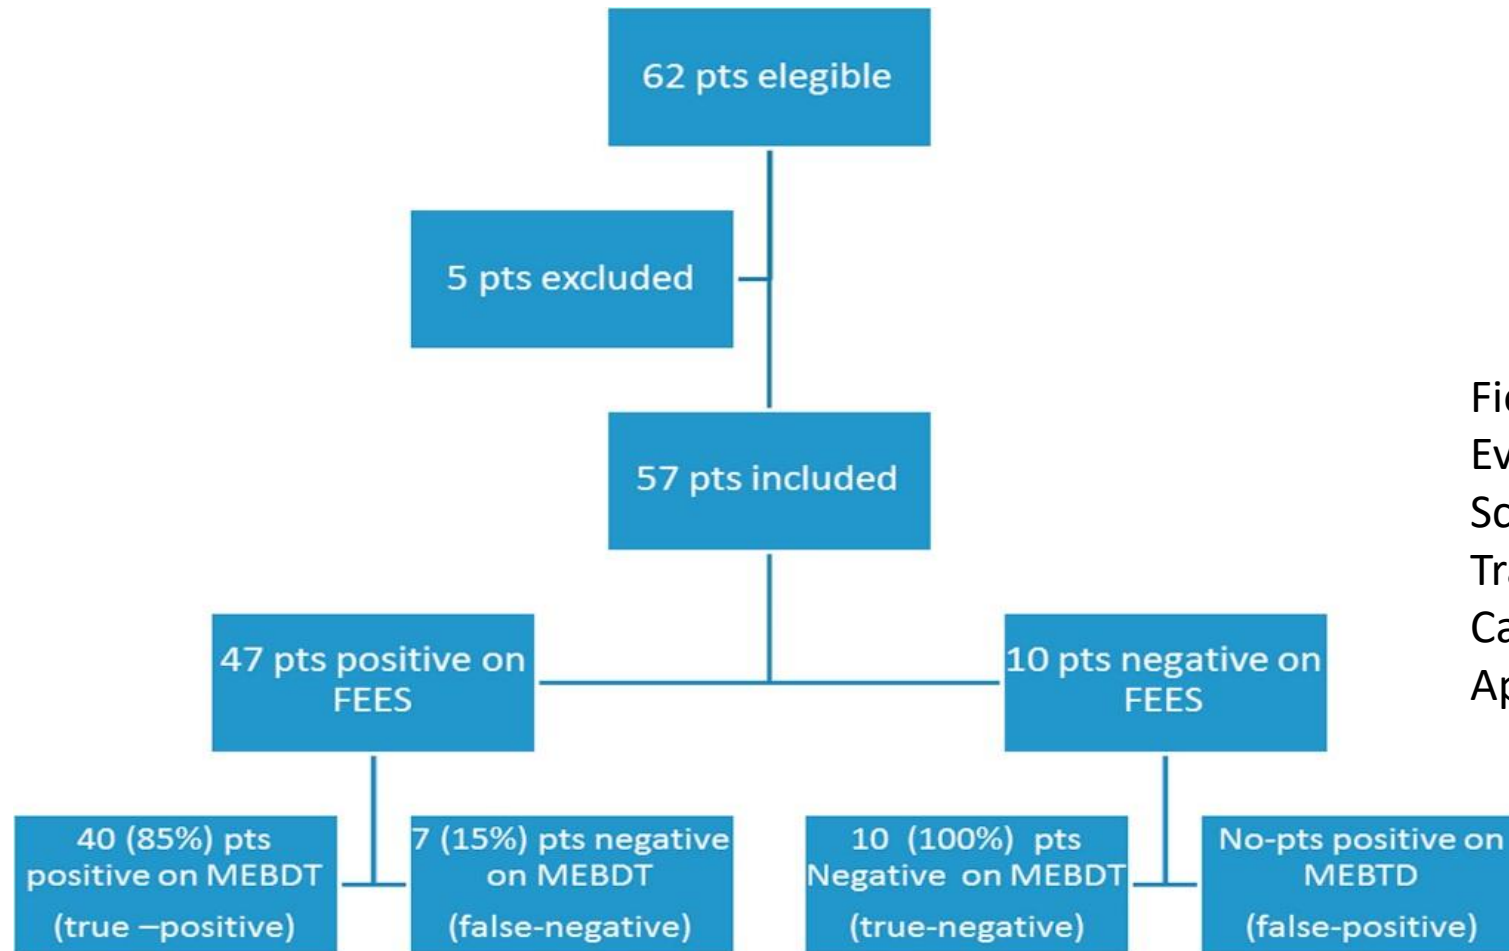 62 pts elegible
5 pts excluded
57 pts included
47 pts positive on
FEES
10 pts negative on
FEES
40 (85%) pts
positive on MEBDT
(true –positive)
7 (15%) pts negative
on MEBDT
(false-negative)
10 (100%) pts
Negative on MEBDT
(true-negative)
No-pts positive on
MEBTD
(false-positive)